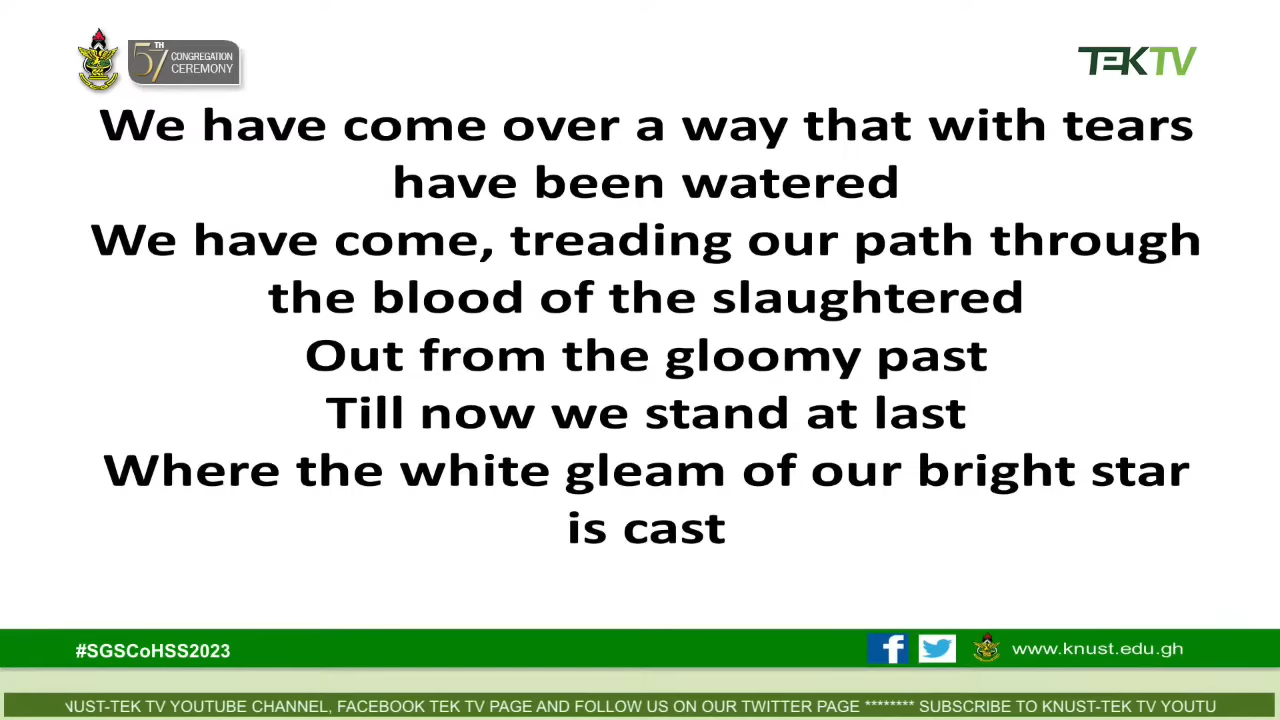 57TH CONGREGATION
CEREMONY
TEKTV
We have come over a way that with tears
have been watered
We have come, treading our path through
the blood of the slaughtered
Out from the gloomy past
Till now we stand at last
Where the white gleam of our bright star
is cast
#SGSCoHSS2023
www.knust.edu.gh
NUST-TEK TV YOUTUBE CHANNEL, FACEBOOK TEK TV PAGE AND FOLLOW US ON OUR TWITTER PAGE ******** SUBSCRIBE TO KNUST-TEK TV YOUTU